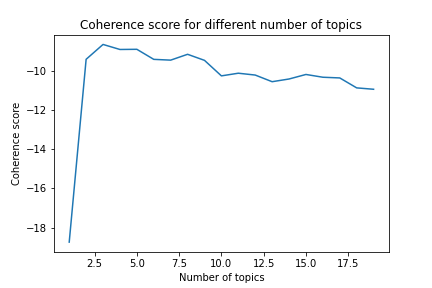 Coherence score for different number of topics
Coherence score
−10
−12
−14
−16
−18
2.5 5.0 7.5 10.0 12.5 15.0 17.5
Number of topics